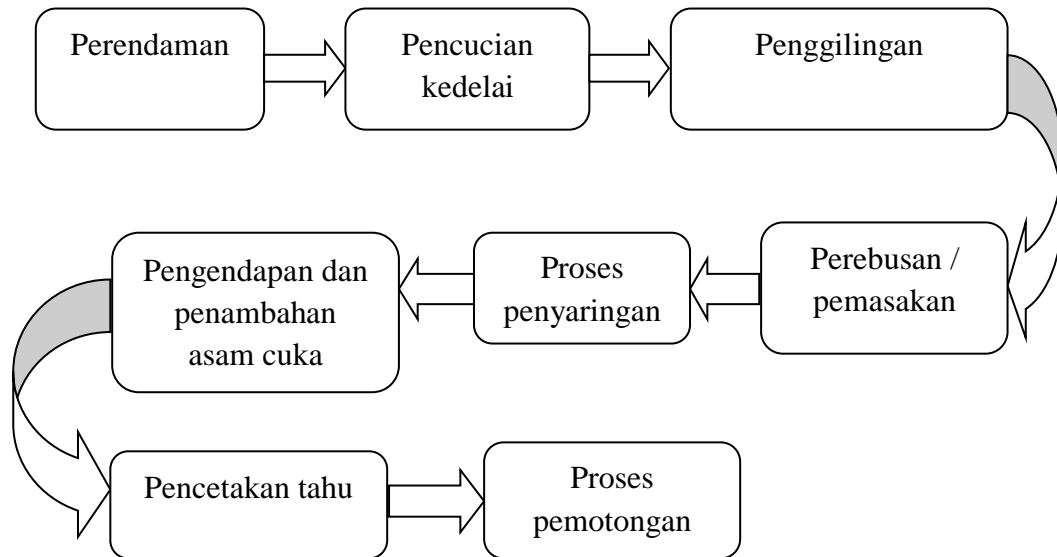 Perendaman
Pencucian
kedelai
Penggilingan
Perebusan /
pemasakan
Proses
penyaringan
Pengendapan dan
penambahan
asam cuka
Pencetakan tahu
Proses
pemotongan